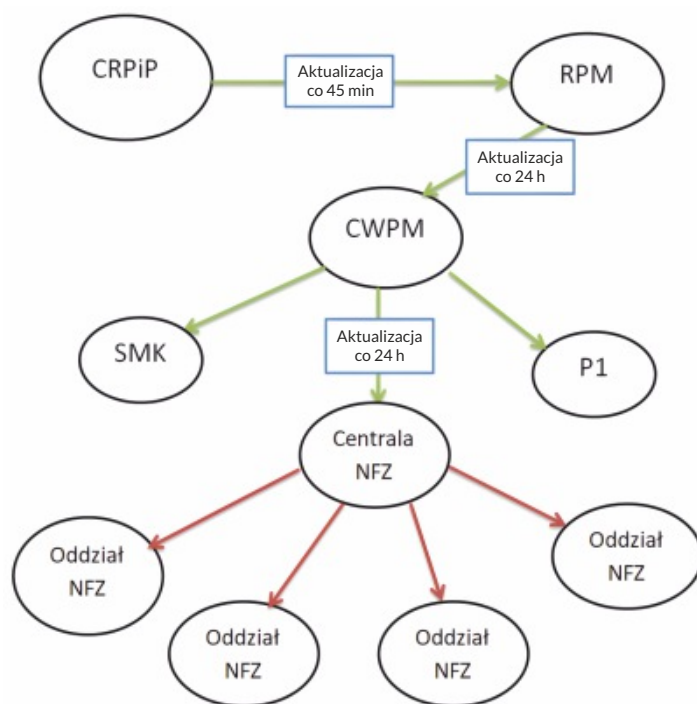 CRPiP
Aktualizacja
co 45 min
RPM
Aktualizacja
co 24 h
CWPM
SMK
Aktualizacja
co 24 h
P1
Centrala
NFZ
Oddział
NFZ
Oddział
NFZ
Oddział
NFZ
Oddział
NFZ